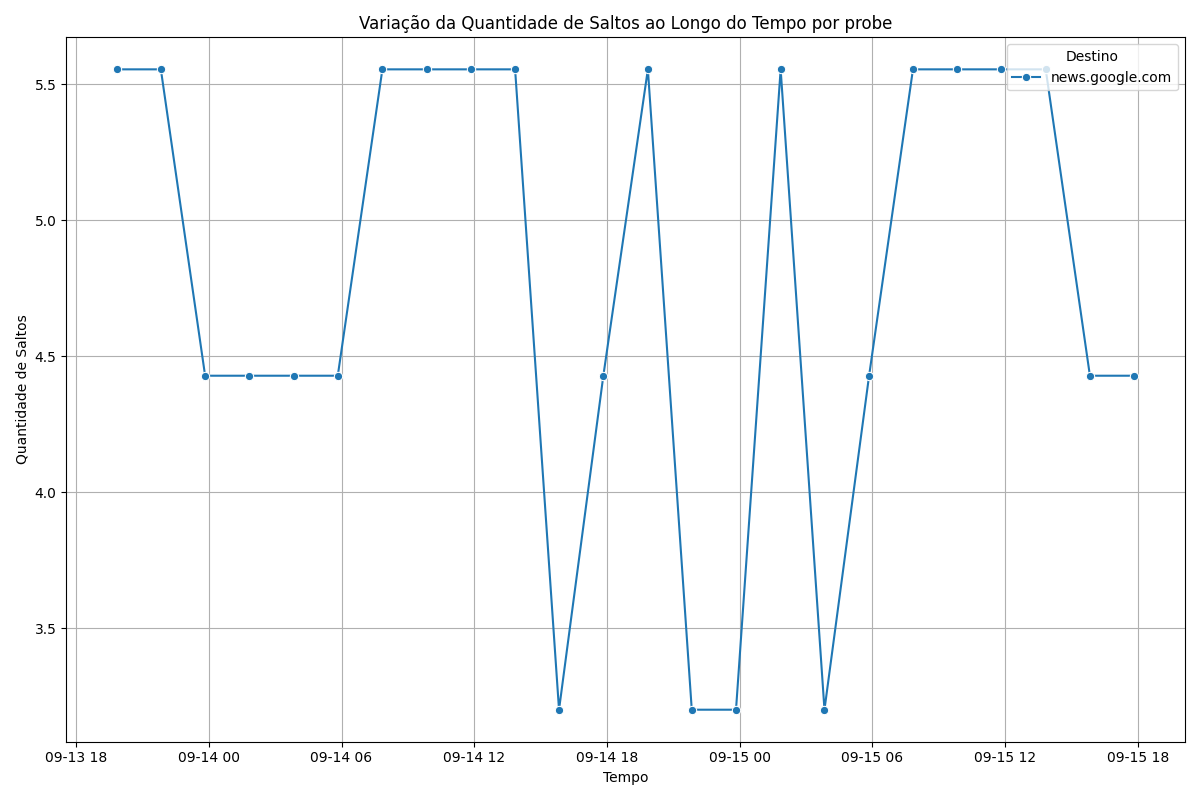 Variação da Quantidade de Saltos ao Longo do Tempo por probe
Destino
news.google.com
Quantidade de Saltos
5.5
5.0
4.5
4.0
3.5
09-13 18 09-14 00 09-14 06 09-14 12 09-14 18 09-15 00 09-15 06 09-15 12 09-15 18
Tempo